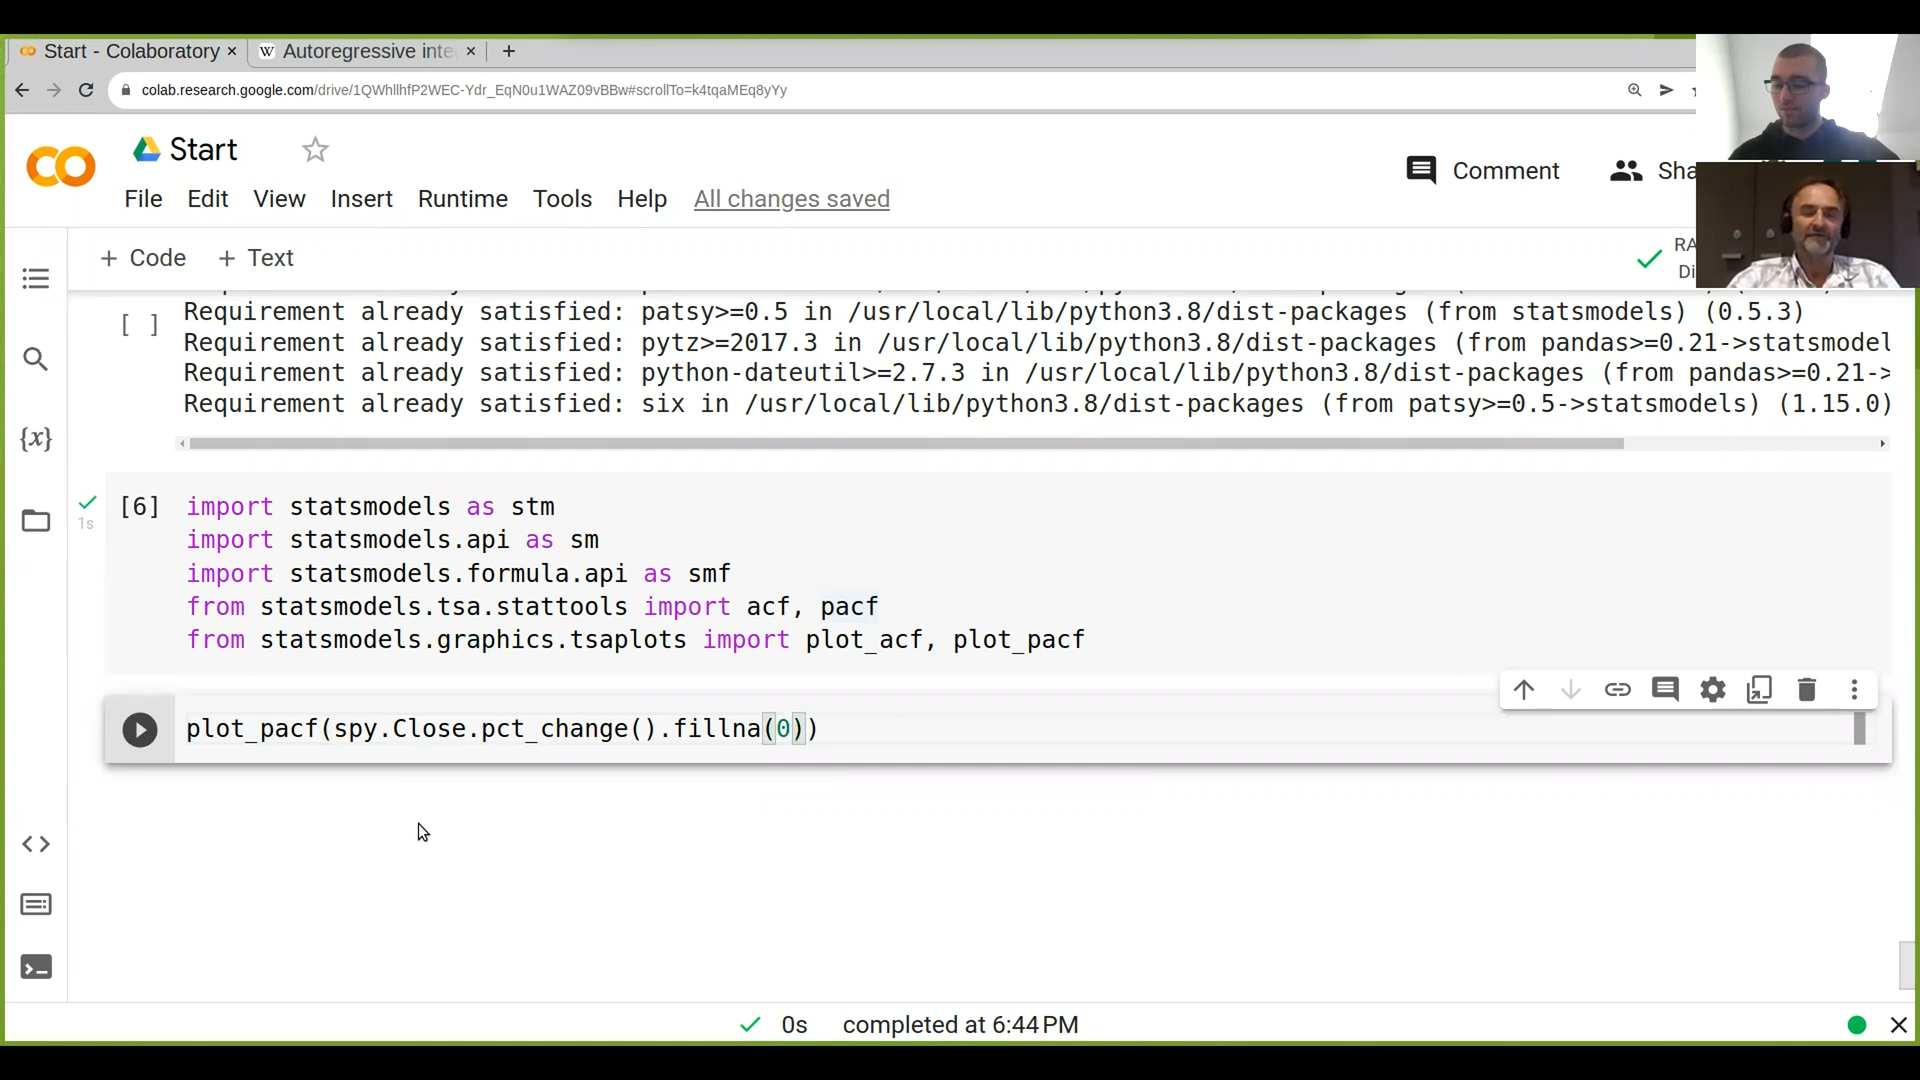 Start - Colaboratory
Autoregressive inte
colab.research.google.com/drive/1QWhllhfP2WEC-Ydr_EqN0u1WAZ09vBBw#scrollTo=k4tqaMEq8yYy
Start
Comment
Sha
File Edit View Insert Runtime Tools Help All changes saved
+ Code + Text
RA
Di
[ ]
Requirement already satisfied: patsy>=0.5 in /usr/local/lib/python3.8/dist-packages (from statsmodels) (0.5.3)
Requirement already satisfied: pytz>=2017.3 in /usr/local/lib/python3.8/dist-packages (from pandas>=0.21->statsmodel
Requirement already satisfied: python-dateutil>=2.7.3 in /usr/local/lib/python3.8/dist-packages (from pandas>=0.21->
Requirement already satisfied: six in /usr/local/lib/python3.8/dist-packages (from patsy>=0.5->statsmodels) (1.15.0)
[6] import statsmodels as stm
1s
import statsmodels.api as sm
import statsmodels.formula.api as smf
from statsmodels.tsa.stattools import acf, pacf
from statsmodels.graphics.tsaplots import plot_acf, plot_pacf
plot_pacf(spy.Close.pct_change().fillna(0))
0s completed at 6:44 PM